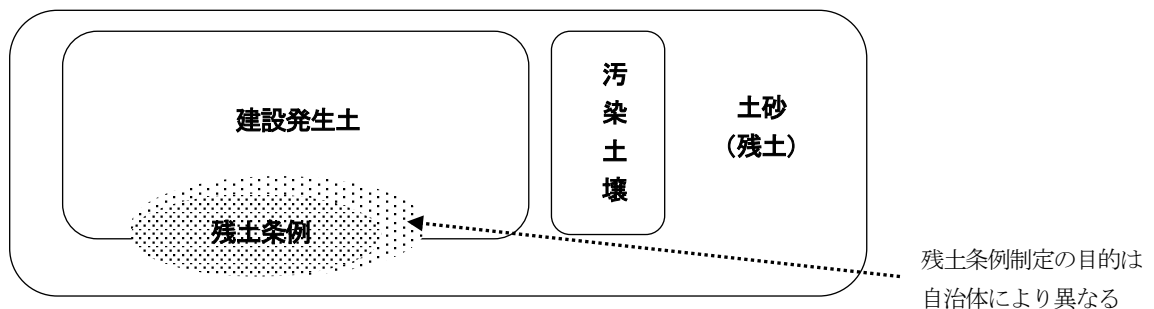 建設発生土
汚染土壌
土砂
（残土）
残土条例
残土条例制定の目的は
自治体により異なる